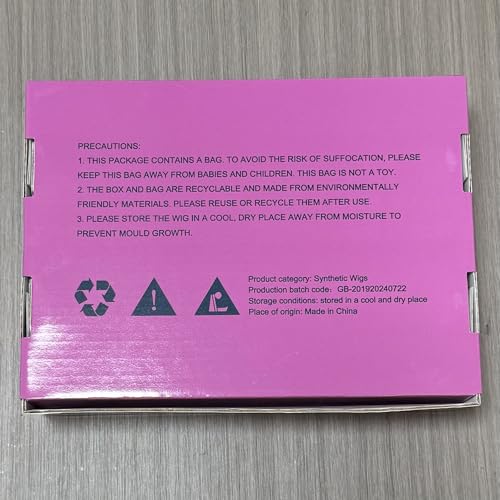 PRECAUTIONS:
1. THIS PACKAGE CONTAINS A BAG. TO AVOID THE RISK OF SUFFOCATION, PLEASE
KEEP THIS BAG AWAY FROM BABIES AND CHILDREN. THIS BAG IS NOT A TOY.
2. THE BOX AND BAG ARE RECYCLABLE AND MADE FROM ENVIRONMENTALLY
FRIENDLY MATERIALS. PLEASE REUSE OR RECYCLE THEM AFTER USE.
3. PLEASE STORE THE WIG IN A COOL, DRY PLACE AWAY FROM MOISTURE TO
PREVENT MOULD GROWTH.
Product category: Synthetic Wigs
Production batch code：GB-201920240722
Storage conditions: stored in a cool and dry place
Place of origin: Made in China